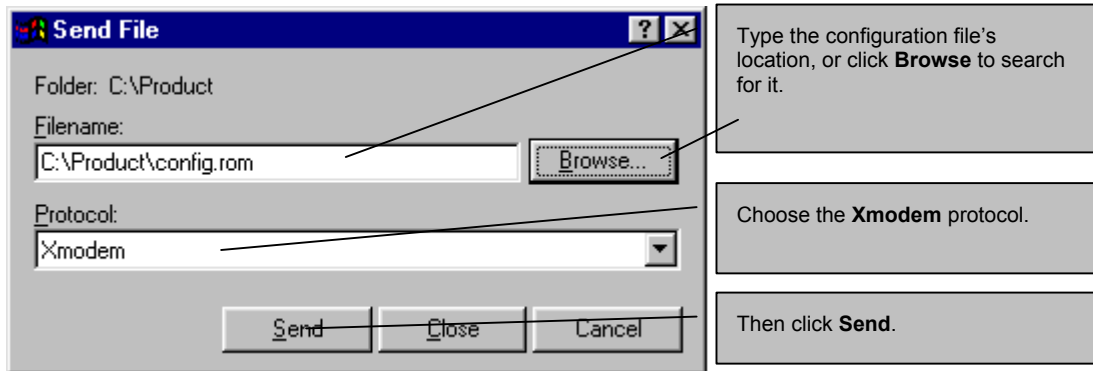 Send File
Folder: C:\Product
Filename:
C:\Product\config.rom
Browse...
Protocol:
Xmodem
Send
Close
Cancel
Type the configuration file's
location, or click Browse to search
for it.
Choose the Xmodem protocol.
Then click Send.